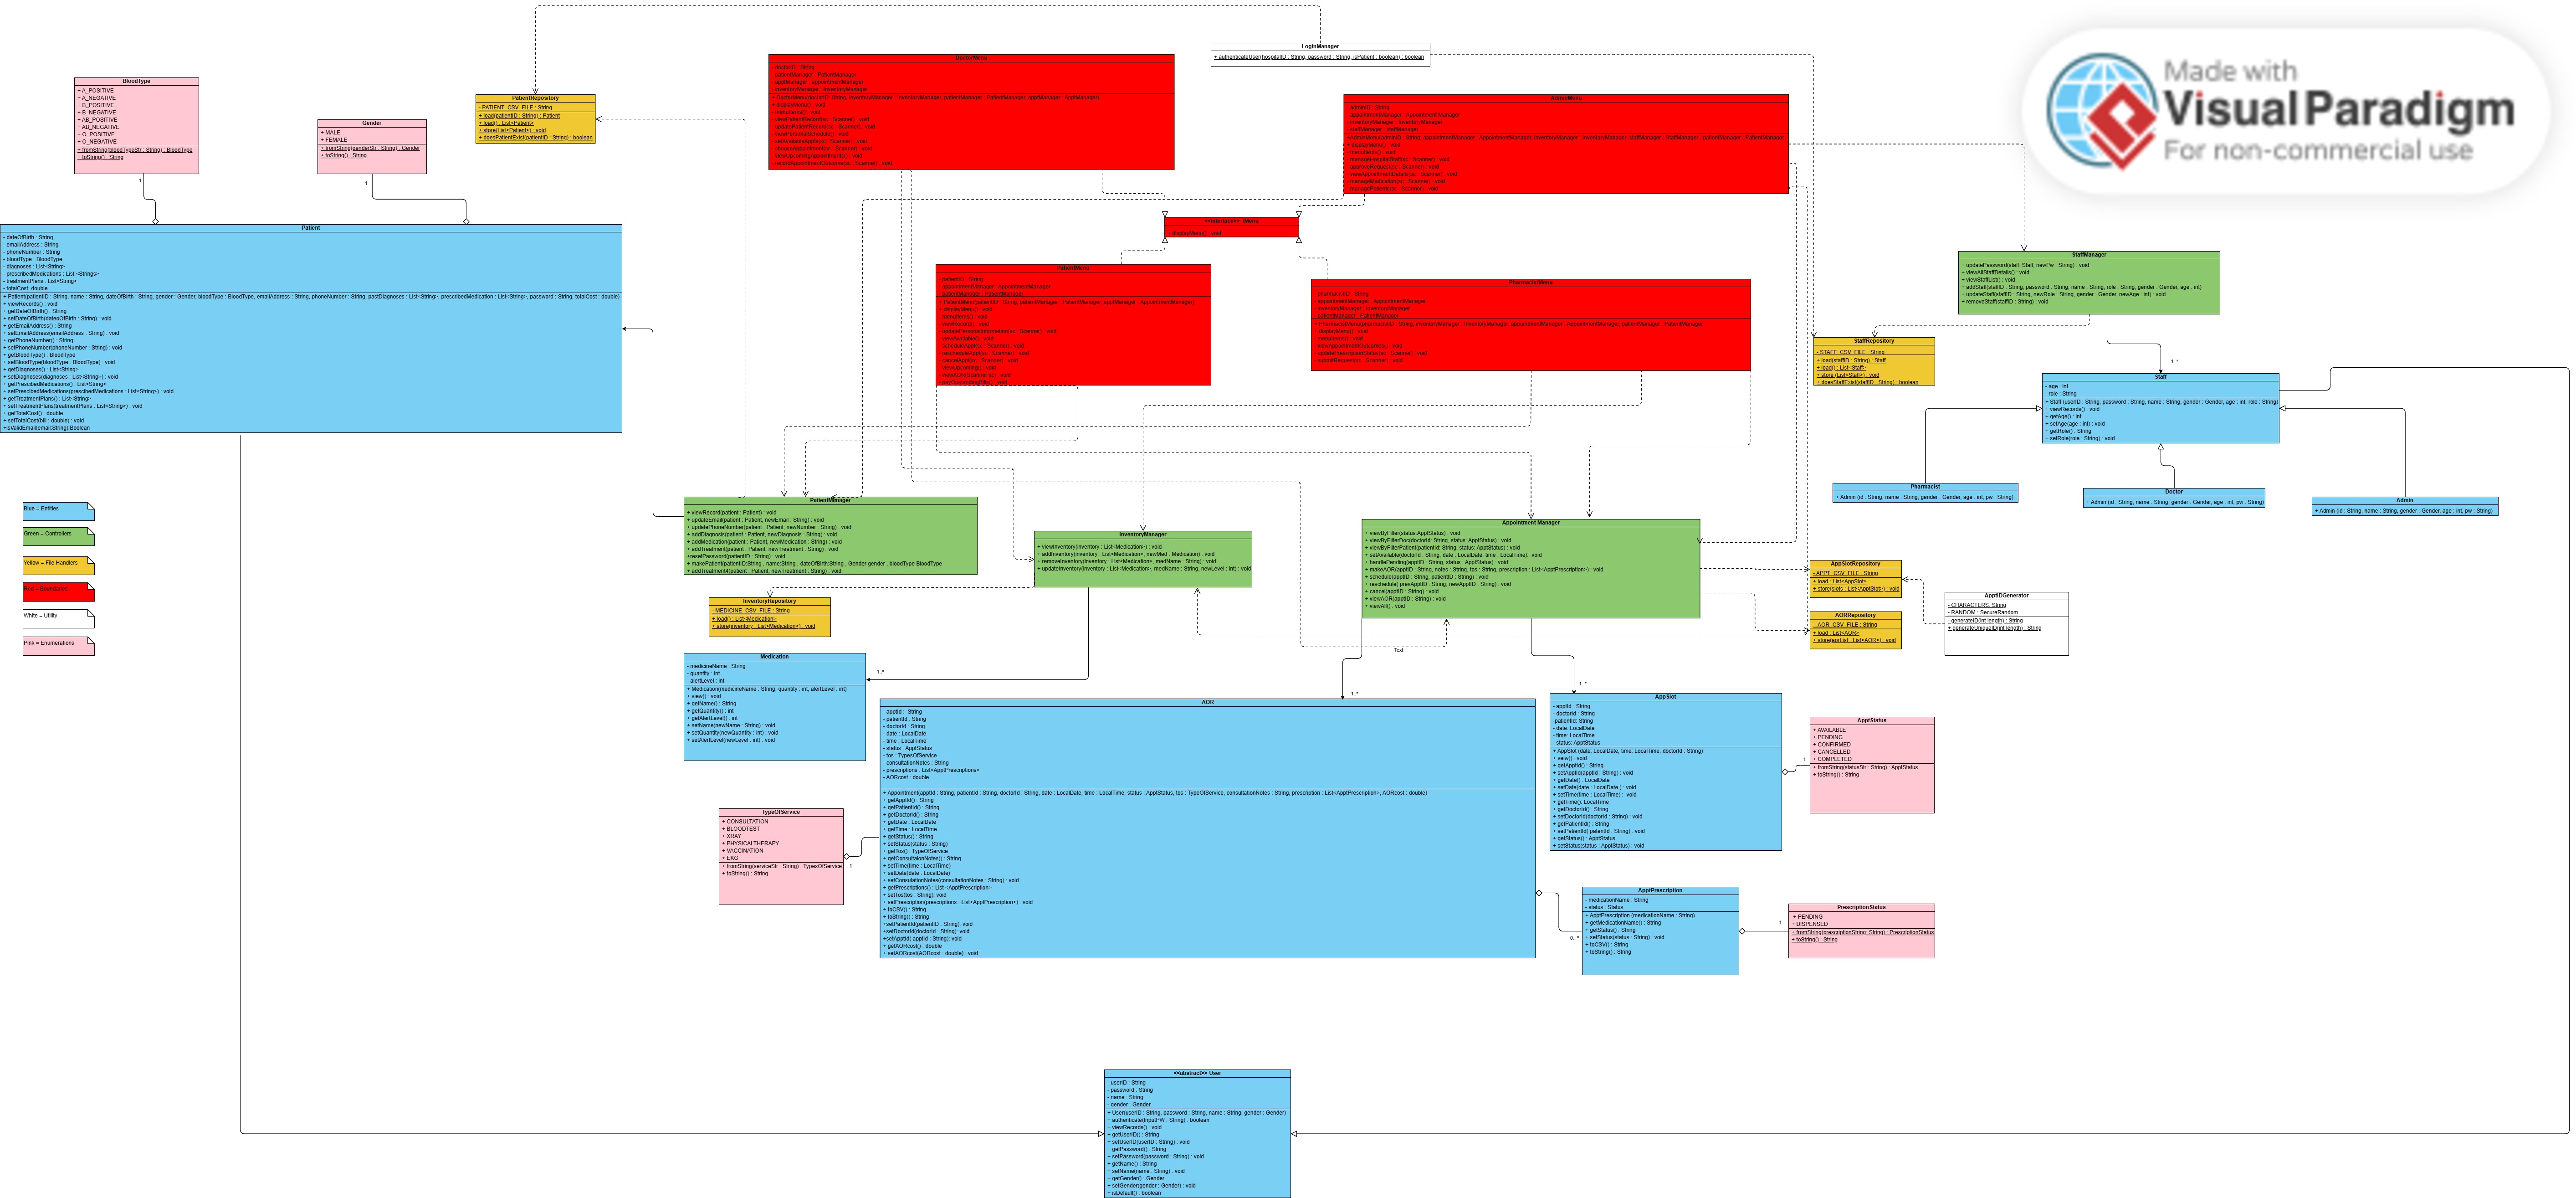 Made with
Visual Paradigm
For non-commercial use
LoginManager
+ authenticateUser(hospitalID : String, password : String, isPatient : boolean) : boolean
BloodType
+ A_POSITIVE
+ A_NEGATIVE
+ B_POSITIVE
+ B_NEGATIVE
+ AB_POSITIVE
+ AB_NEGATIVE
+ O_POSITIVE
+ O_NEGATIVE
+ fromString(bloodTypeStr : String) : BloodType
+ toString() : String
1
Gender
+ MALE
+ FEMALE
+ fromString(genderStr : String) : Gender
+ toString() : String
1
PatientRepository
- PATIENT_CSV_FILE : String
+ load(patientID : String) : Patient
+ load() : List<Patient>
+ store(List<Patient>) : void
+ doesPatientExist(patientID : String) : boolean
DoctorMenu
- doctorID : String
- patientManager : PatientManager
- apptManager : appointmentManager
- inventoryManager : InventoryManager
+ DoctorMenu(doctorID : String, inventoryManager : InventoryManager, patientManager : PatientManager, apptManager : ApptManager)
+ displayMenu() : void
- menuItems() : void
- viewPatientRecord(sc : Scanner) : void
- updatePatientRecord(sc : Scanner) : void
- viewPersonalSchedule() : void
- setAvailableAppt(sc : Scanner) : void
- chooseAppointment(sc : Scanner) : void
- viewUpcomingAppointments() : void
- recordAppointmentOutcome(sc : Scanner) : void
AdminMenu
- adminID : String
- appointmentManager : Appointment Manager
- inventoryManager : InventoryManager
- staffManager : staffManager
+ displayMenu() : void
- menuItems() : void
- manageHospitalStaff(sc : Scanner) : void
- approveRequest(sc : Scanner) : void
- viewAppointmentDetails(sc : Scanner) : void
- manageMedication(sc : Scanner) : void
- managePatients(sc : Scanner) : void
<<Interface>> IMenu
+ displayMenu() : void
Patient
- dateOfBirth : String
- emailAddress : String
- phoneNumber : String
- bloodType : BloodType
- diagnoses : List<String>
- prescribedMedications : List <Strings>
- treatmentPlans : List<String>
- totalCost: double
+ Patient(patientID : String, name : String, dateOfBirth : String, gender : Gender, bloodType : BloodType, emailAddress : String, phoneNumber : String, pastDiagnoses : List<String>, prescribedMedication : List<String>, password : String, totalCost : double)
+ viewRecords() : void
+ getDateOfBirth() : String
+ setDateOfBirth(dateoOfBirth : String) : void
+ getEmailAddress() : String
+ setEmailAddress(emailAddress : String) : void
+ getPhoneNumber() : String
+ setPhoneNumber(phoneNumber : String) : void
+ getBloodType() : BloodType
+ setBloodType(bloodType : BloodType) : void
+ getDiagnoses() : List<String>
+ setDiagnoses(diagnoses : List<String>) : void
+ getPrescibedMedications() : List<String>
+ setPrescibedMedications(prescibedMedications : List<String>) : void
+ getTreatmentPlans() : List<String>
+ setTreatmentPlans(treatmentPlans : List<String>) : void
+ getTotalCost() : double
+ setTotalCost(bill : double) : void
+isValidEmail(email:String):Boolean
PatientMenu
- patientID : String
- appointmentManager : Appointment Manager
- patientManager : PatientManager
+ PatientMenu(patientID : String, patientManager : PatientManager, apptManager : AppointmentManager)
+ displayMenu() : void
- menuItems() : void
- viewRecord() : void
- updatePersonalInformation(sc : Scanner) : void
- viewAvailable() : void
- scheduleAppt(sc : Scanner) : void
- rescheduleAppt(sc : Scanner) : void
- cancelAppt(sc : Scanner) : void
- viewUpcoming() : void
- viewAOR(Scanner sc) : void
PharmacistMenu
- pharmacistID : String
- appointmentManager : AppointmentManager
- inventoryManager : InventoryManager
- patientManager : PatientManager
+ PharmacistMenu(pharmacistID : String, inventoryManager : InventoryManager, appointmentManager : AppointmentManager, patientManager : PatientManager
+ displayMenu() : void
- menuItems() : void
- viewAppointmentOutcome() : void
- updatePrescriptionStatus(sc : Scanner) : void
- submitRequest(sc : Scanner) : void
StaffManager
+ updatePassword(staff: Staff, newPw : String) : void
+ viewAllStaffDetails() : void
+ viewStaffList() : void
+ addStaff(staffID : String, password : String, name : String, role : String, gender : Gender, age : int)
+ updateStaff(staffID : String, newRole : String, gender : Gender, newAge : int) : void
+ removeStaff(staffID : String) : void
StaffRepository
- STAFF_CSV_FILE : String
+ load(staffID : String) : Staff
+ load() : List<Staff>
+ store (List<Staff>) : void
+ doesStaffExist(staffID : String) : boolean
1..*
Staff
- age : int
- role : String
+ Staff (userID : String, password : String, name : String, gender : Gender, age : int, role : String)
+ viewRecords() : void
+ getAge() : int
+ setAge(age : int) : void
+ getRole() : String
+ setRole(role : String) : void
Pharmacist
+ Admin (id : String, name : String, gender : Gender, age : int, pw : String)
Doctor
+ Admin (id : String, name : String, gender : Gender, age : int, pw : String)
Admin
+ Admin (id : String, name : String, gender : Gender, age : int, pw : String)
Blue = Entities
Green = Controllers
Yellow = File Handlers
Red = Boundaries
White = Utility
Pink = Enumerations
PatientManager
+ viewRecord(patient : Patient) : void
+ updateEmail(patient : Patient, newEmail : String) : void
+ updatePhoneNumber(patient : Patient, newNumber : String) : void
+ addDiagnosis(patient : Patient, newDiagnosis : String) : void
+ addMedication(patient : Patient, newMedication : String) : void
+ addTreatment(patient : Patient, newTreatment : String) : void
+resetPassword(patientID : String) : void
+ makePatient(patientID:String , name:String , dateOfBirth:String , Gender gender , bloodType BloodType
+ addTreatment4(patient : Patient, newTreatment : String) : void
InventoryManager
+ viewInventory(inventory : List<Medication>) : void
+ addInventory(inventory : List<Medication>, newMed : Medication) : void
+ removeInventory(inventory : List<Medication>, medName : String) : void
+ updateInventory(inventory : List<Medication>, medName : String, newLevel : int) : void
Appointment Manager
+ viewByFilter(status:ApptStatus) : void
+ viewByFilterDoc(doctorId: String, status: ApptStatus) : void
+ viewByFilterPatient(patientId: String, status: ApptStatus) : void
+ setAvailable(doctorId : String, date : LocalDate, time : LocalTime): void
+ handlePending(apptID : String, status : ApptStatus) : void
+ makeAOR(apptID : String, notes : String, tos : String, prescription : List<ApptPrescriptions>) : void
+ schedule(apptID : String, patientID : String) : void
+ reschedule( prevApptID : String, newApptID : String) : void
+ cancel(apptID : String) : void
+ viewAOR(apptID : String) : void
+ viewAll() : void
InventoryRepository
- MEDICINE_CSV_FILE : String
+ load() : List<Medication>
+ store(inventory : List<Medication>) : void
AppSlotRepository
- APPT_CSV_FILE : String
+ load : List<AppSlot>
+ store(slots : List<ApptSlot>) : void
AORRepository
- AOR_CSV_FILE : String
+ load : List<AOR>
+ store(aorList : List<AOR>) : void
ApptIDGenerator
- CHARACTERS: String
- RANDOM : SecureRandom
- generateID(int length) : String
+ generateUniqueID(int length) : String
Text
Medication
- medicineName : String
- quantity : int
- alertLevel : int
+ Medication(medicineName : String, quantity : int, alertLevel : int)
+ view() : void
+ getName() : String
+ getQuantity() : int
+ getAlertLevel() : int
+ setName(newName : String) : void
+ setQuantity(newQuantity : int) : void
+ setAlertLevel(newLevel : int) : void
1..*
1..*
1..*
AOR
- apptId : String
- patientId : String
- doctorId : String
- date : LocalDate
- time : LocalTime
- status : ApptStatus
- tos : TypesOfService
- consultationNotes : String
- prescriptions : List<ApptPrescriptions>
- AORcost : double
+ Appointment(apptId : String, patientId : String, doctorId : String, date : LocalDate, time : LocalTime, status : ApptStatus, tos : TypeOfService, consultationNotes : String, prescription : List<ApptPrescription>, AORcost : double)
+ getApptId() : String
+ getPatientId() : String
+ getDoctorId() : String
+ getDate : LocalDate
+ getTime : LocalTime
+ getStatus() : String
+ setStatus(status : String)
+ getTos() : TypeOfService
+ getConsultaionNotes() : String
+ setTime(time : LocalTime)
+ setDate(date : LocalDate)
+ setConsulationNotes(consultationNotes : String) : void
+ getPrescriptions() : List <ApptPrescription>
+ setTos(tos : String): void
+ setPrescription(prescriptions : List<ApptPrescription>) : void
+ toCSV() : String
+ toString() : String
+setPatientId(patientID : String): void
+setDoctorId(doctorId : String): void
+setApptId( apptId : String): void
+ getAORcost() : double
+ setAORcost(AORcost : double) : void
AppSlot
- apptId : String
- doctorId : String
-patientId: String
- date: LocalDate
- time: LocalTime
- status: ApptStatus
+ AppSlot (date: LocalDate, time: LocalTime, doctorId : String)
+ veiw() : void
+ getApptId() : String
+ setApptId(apptId : String) : void
+ getDate() : LocalDate
+ setDate(date : LocalDate ) : void
+ setTime(time : LocalTime) : void
+ getTime(): LocalTime
+ getDoctorId() : String
+ setDoctorId(doctorId : String) : void
+ getPatientId() : String
+ setPatientId( patientId : String) : void
+ getStatus() : ApptStatus
+ setStatus(status : ApptStatus) : void
1
ApptStatus
+ AVAILABLE
+ PENDING
+ CONFIRMED
+ CANCELLED
+ COMPLETED
+ fromString(statusStr : String) : ApptStatus
+ toString() : String
TypeOfService
+ CONSULTATION
+ BLOODTEST
+ XRAY
+ PHYSICALTHERAPY
+ VACCINATION
+ EKG
+ fromString(serviceStr : String) : TypesOfService
+ toString() : String
1
0..*
ApptPrescription
- medicationName : String
- status : Status
+ ApptPrescription (medicationName : String)
+ getMedicationName() : String
+ getStatus() : String
+ setStatus(status : String) : void
+ toCSV() : String
+ toString() : String
1
PrescriptionStatus
+ PENDING
+ DISPENSED
+ fromString(prescriptionString: String) : PrescriptionStatus
+ toString() : String
<<abstract>> User
- userID : String
- password : String
- name : String
- gender : Gender
+ User(userID : String, password : String, name : String, gender : Gender)
+ authenticate(inputPW : String) : boolean
+ viewRecords() : void
+ getUserID() : String
+ setUserID(userID : String) : void
+ getPassword() : String
+ setPassword(password : String) : void
+ getName() : String
+ setName(name : String) : void
+ getGender() : Gender
+ setGender(gender : Gender) : void
+ isDefault() : boolean